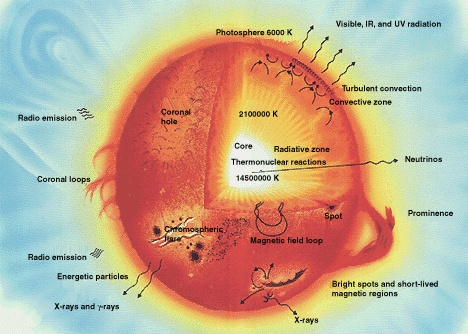 Photosphere 6000 K
Visible, IR, and UV radiation
Turbulent convection
Convective zone
Radio emission
Coronal
hole
2100000 K
Core
Radiative zone
Thermonuclear reactions
Neutrinos
14500000 K
Coronal loops
Spot
Prominence
Chromospheric
flare
Magnetic field loop
Radio emission
Energetic particles
Bright spots and short-lived
magnetic regions
X-rays and γ-rays
X-rays